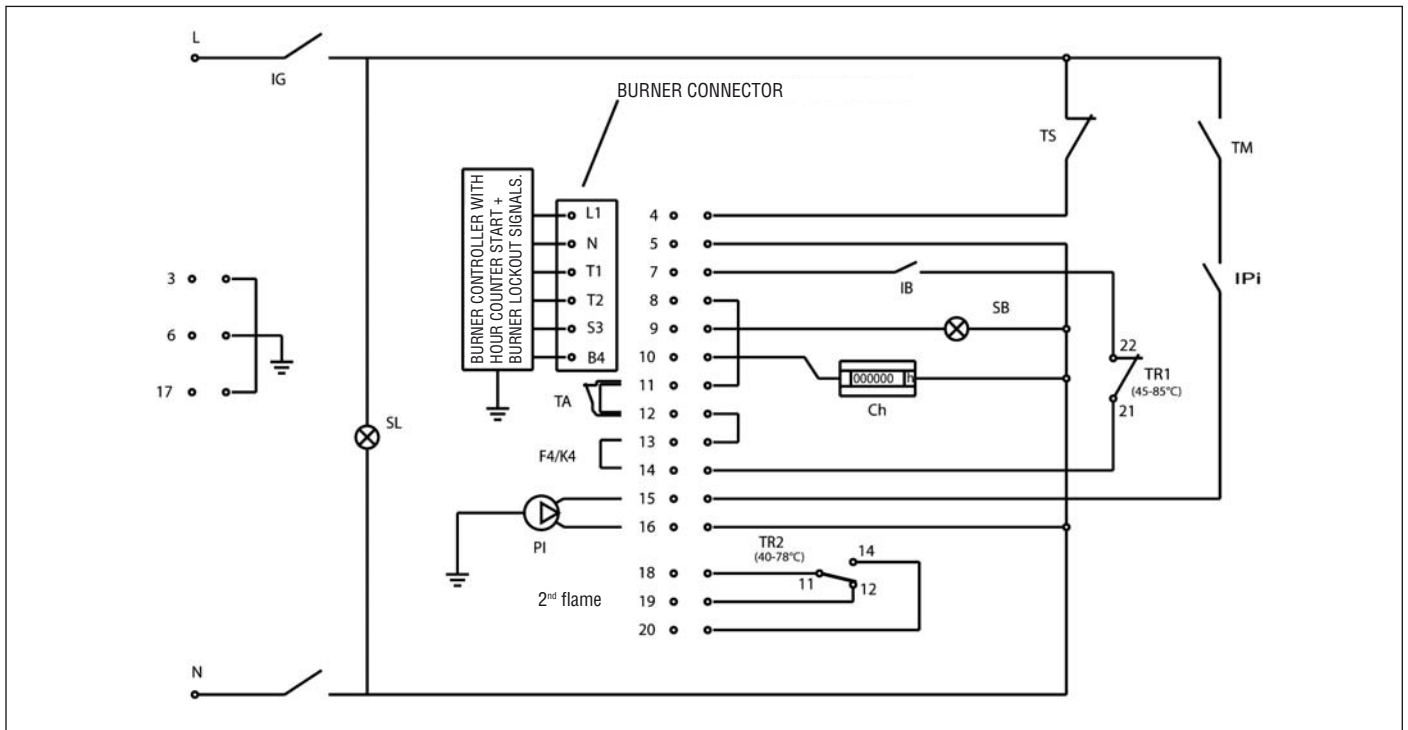 L
IG
BURNER CONNECTOR
TS
TM
BURNER CONTROLLER WITH
HOUR COUNTER START +
BURNER LOCKOUT SIGNALS.
L1
N
T1
T2
S3
B4
4
5
7
8
9
10
11
12
13
14
15
16
18
19
20
3
6
17
IB
IPi
SB
22
TR1
(45-85°C)
21
000000 h
Ch
TA
SL
F4/K4
PI
TR2
(40-78°C)
14
11
12
2nd flame
N